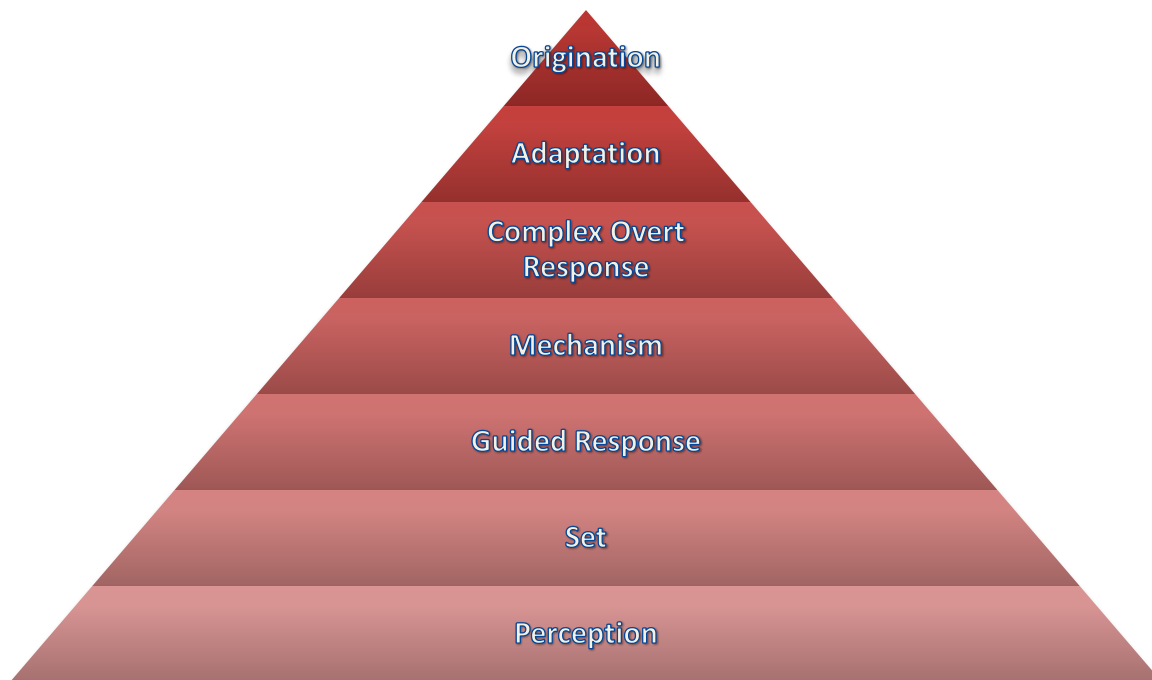 Origination
Adaptation
Complex Overt
Response
Mechanism
Guided Response
Set
Perception